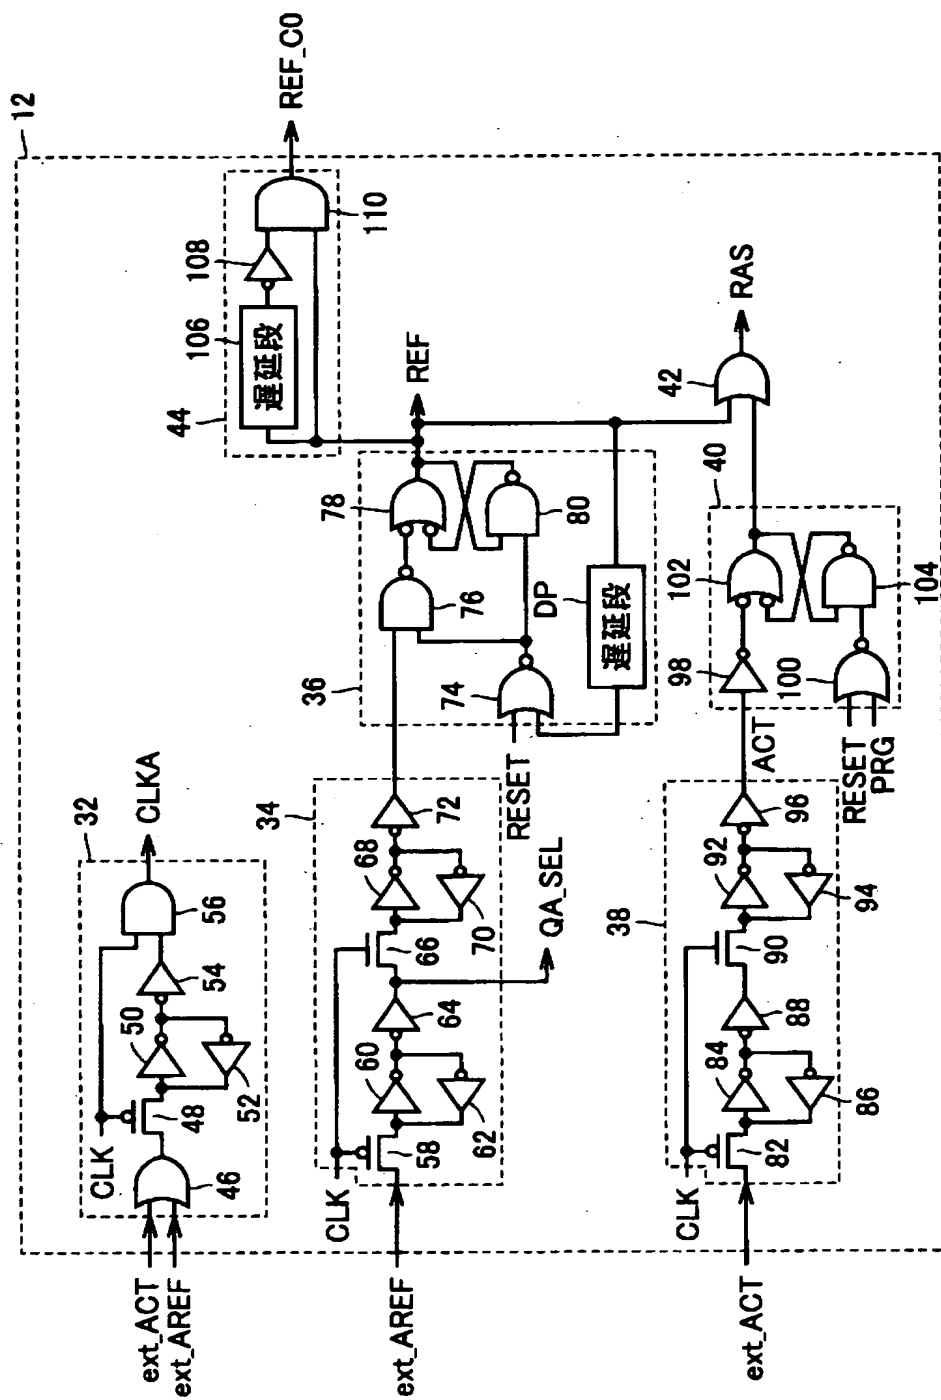 12
32
CLK
50
54
56
CLKA
ext_ACT
ext_AREF
46
48
52
44
106
遅延段
108
110
REF_C0
34
CLK
60
64
68
72
ext_AREF
58
62
66
70
QA_SEL
36
76
78
80
REF
74
RESET
DP
遅延段
42
RAS
38
CLK
84
88
92
96
ACT
ext_ACT
82
86
90
94
40
98
102
100
104
RESET
PRG